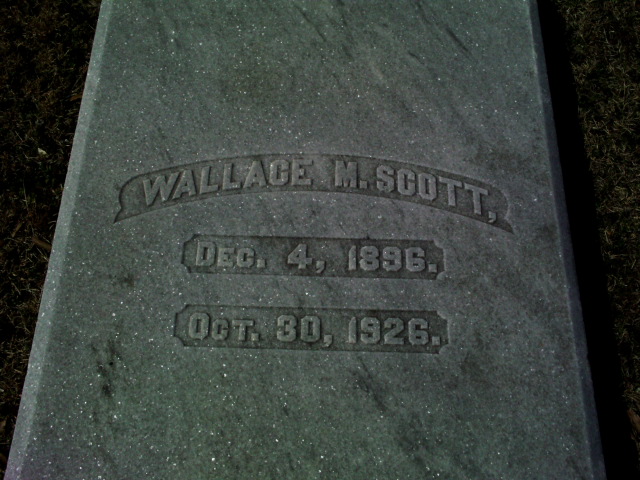 WALLACE M. SCOTT,
DEC. 4, 1896.
OCT. 30, 1926.